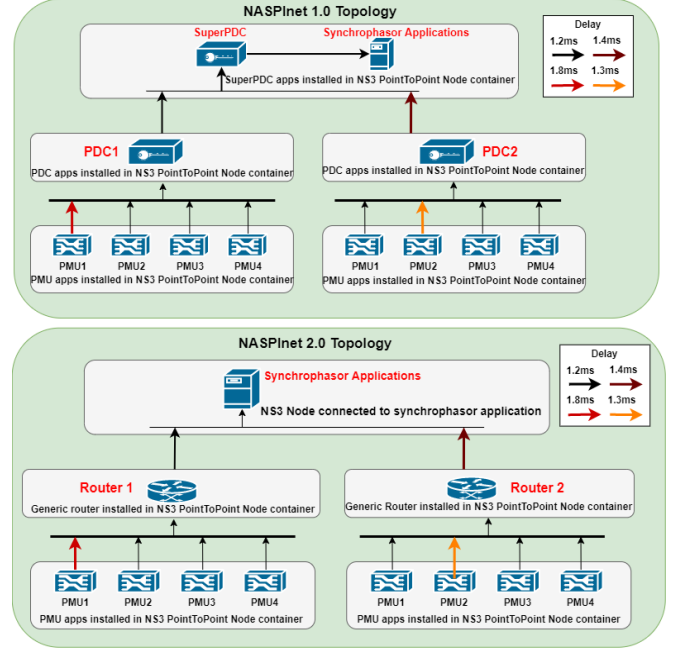 NASPInet 1.0 Topology
Delay
1.2ms 1.4ms
1.8ms 1.3ms
SuperPDC Synchrophasor Applications
SuperPDC apps installed in NS3 PointToPoint Node container
PDC1
PDC apps installed in NS3 PointToPoint Node container
PDC2
PDC apps installed in NS3 PointToPoint Node container
PMU1 PMU2 PMU3 PMU4
PMU apps installed in NS3 PointToPoint Node container
PMU1 PMU2 PMU3 PMU4
PMU apps installed in NS3 PointToPoint Node container
NASPInet 2.0 Topology
Delay
1.2ms 1.4ms
1.8ms 1.3ms
Synchrophasor Applications
NS3 Node connected to synchrophasor application
Router 1
Generic router installed in NS3 PointToPoint Node container
Router 2
Generic Router installed in NS3 PointToPoint Node container
PMU1 PMU2 PMU3 PMU4
PMU apps installed in NS3 PointToPoint Node container
PMU1 PMU2 PMU3 PMU4
PMU apps installed in NS3 PointToPoint Node container